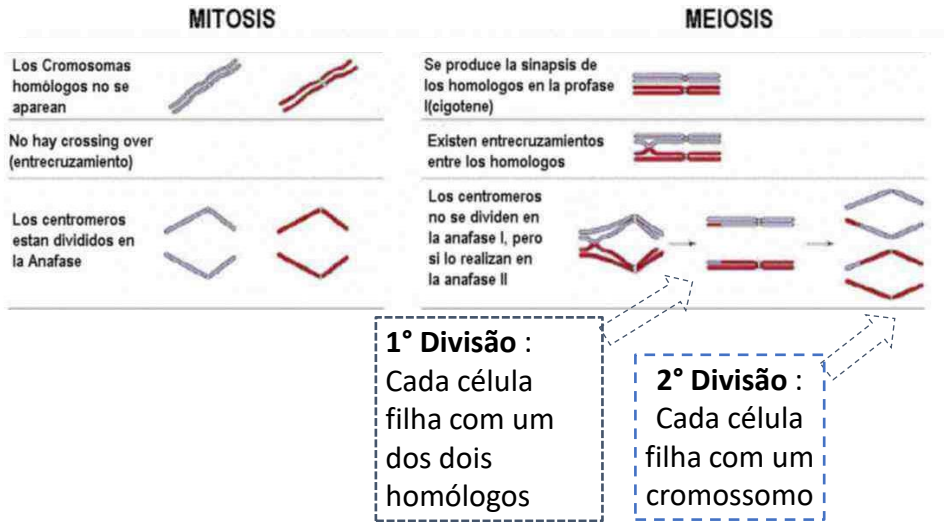 MITOSIS
Los Cromosomas
homólogos no se
aparean
No hay crossing over
(entrecruzamiento)
Los centromeros
estan divididos en
la Anafase
MEIOSIS
Se produce la sinapsis de
los homologos en la profase
I(cigotene)
Existen entrecruzamientos
entre los homologos
Los centromeros
no se dividen en
la anafase I, pero
si lo realizan en
la anafase II
1° Divisão :
Cada célula
filha com um
dos dois
homólogos
2° Divisão :
Cada célula
filha com um
cromossomo